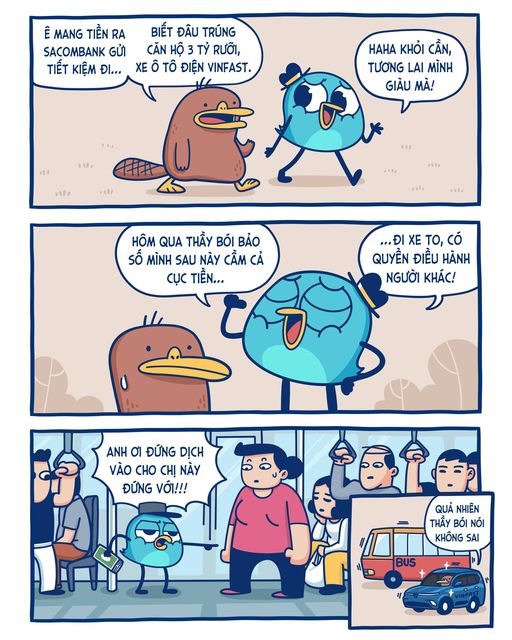 Ê MANG TIỀN RA
SACOMBANK GỬI
TIẾT KIỆM ĐI...
BIẾT ĐÂU TRÚNG
CĂN HỘ 3 TỶ RƯỠI,
XE Ô TÔ ĐIỆN VINFAST.
HAHA KHỎI CẦN,
TƯƠNG LAI MÌNH
GIÀU MÀ!
HÔM QUA THẦY BÓI BẢO
SỐ MÌNH SAU NÀY CẦM CẢ
CỤC TIỀN...
...ĐI XE TO, CÓ
QUYỀN ĐIỀU HÀNH
NGƯỜI KHÁC!
ANH ƠI ĐỨNG DỊCH
VÀO CHO CHỊ NÀY
ĐỨNG VỚI!!!
QUẢ NHIÊN
THẦY BÓI NÓI
KHÔNG SAI
BUS
VINFAST